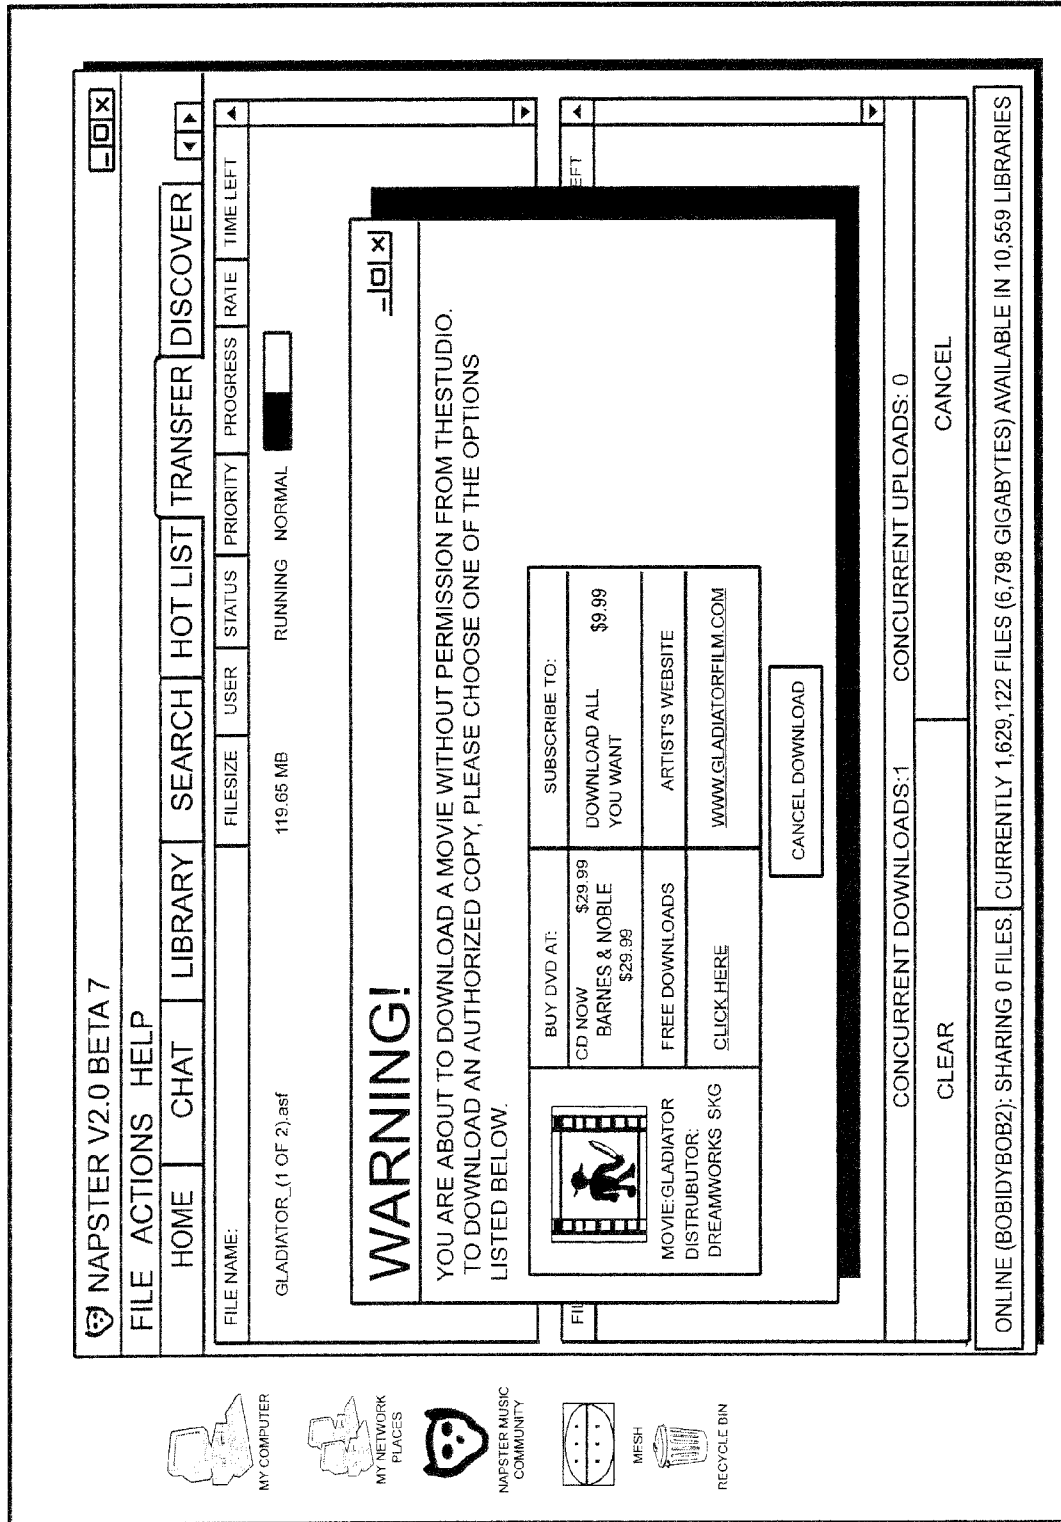 NAPSTER V2.0 BETA 7
FILE ACTIONS HELP
HOME CHAT LIBRARY SEARCH HOT LIST TRANSFER DISCOVER
FILE NAME: FILESIZE USER STATUS PRIORITY PROGRESS RATE TIME LEFT
GLADIATOR_(1 OF 2).asf 119.65 MB RUNNING NORMAL
WARNING!
YOU ARE ABOUT TO DOWNLOAD A MOVIE WITHOUT PERMISSION FROM THESTUDIO.
TO DOWNLOAD AN AUTHORIZED COPY, PLEASE CHOOSE ONE OF THE OPTIONS
LISTED BELOW.
MOVIE:GLADIATOR
DISTRUBUTOR:
DREAMWORKS SKG
BUY DVD AT:
CD NOW $29.99
BARNES & NOBLE
$29.99
SUBSCRIBE TO:
DOWNLOAD ALL $9.99
YOU WANT
FREE DOWNLOADS
CLICK HERE
ARTIST'S WEBSITE
WWW.GLADIATORFILM.COM
CANCEL DOWNLOAD
FIL
EFT
CONCURRENT DOWNLOADS:1 CONCURRENT UPLOADS: 0
CLEAR CANCEL
ONLINE (BOBIDYBOB2): SHARING 0 FILES. CURRENTLY 1,629,122 FILES (6,798 GIGABYTES) AVAILABLE IN 10,559 LIBRARIES
MY COMPUTER
MY NETWORK
PLACES
NAPSTER MUSIC
COMMUNITY
MESH
RECYCLE BIN